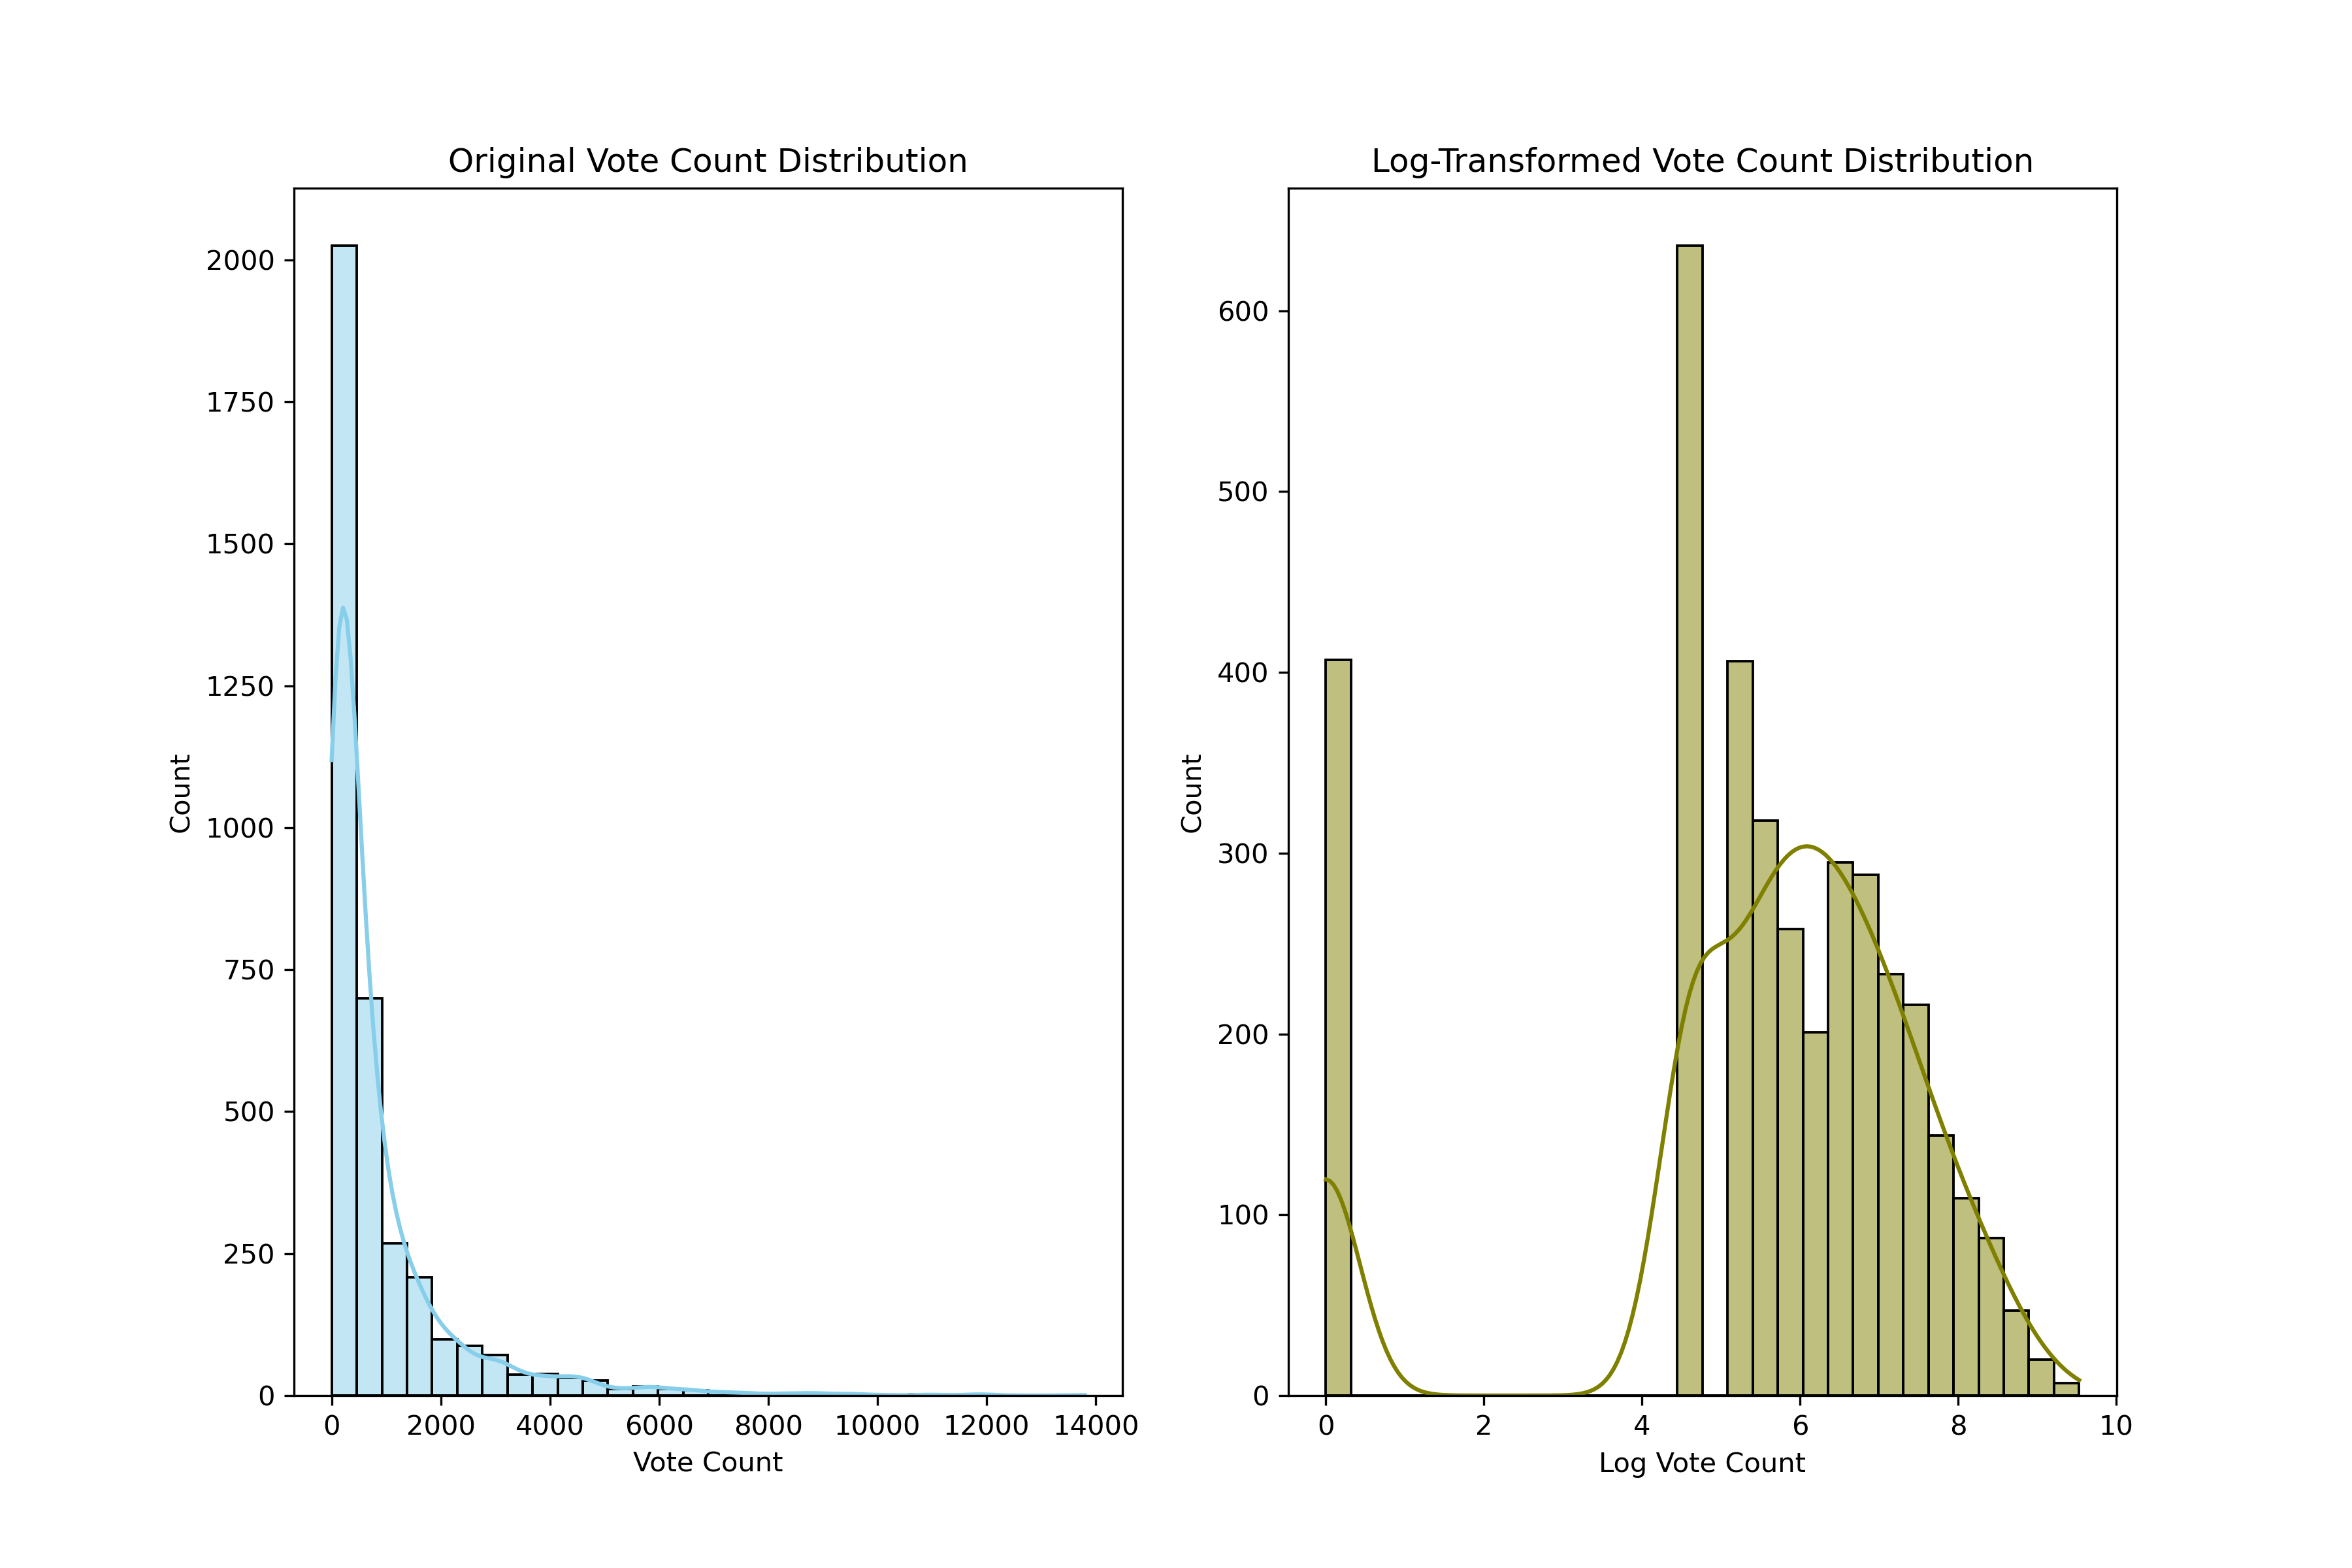 Original Vote Count Distribution
Count
2000
1750
1500
1250
1000
750
500
250
0
0 2000 4000 6000 8000 10000 12000 14000
Vote Count
Log-Transformed Vote Count Distribution
Count
600
500
400
300
200
100
0
0 2 4 6 8 10
Log Vote Count